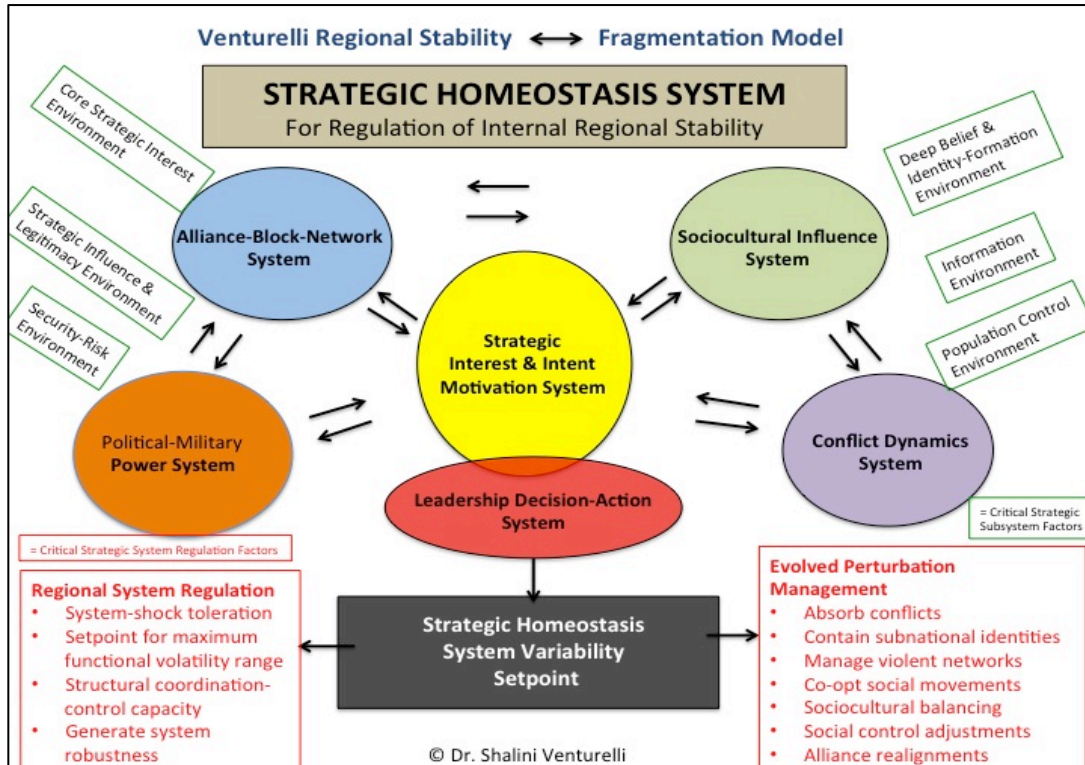 Venturelli Regional Stability ↔ Fragmentation Model
STRATEGIC HOMEOSTASIS SYSTEM
For Regulation of Internal Regional Stability
Core Strategic Interest
Environment
Strategic Influence &
Legitimacy Environment
Security-Risk
Environment
Alliance-Block-Network
System
Sociocultural Influence
System
Deep Belief &
Identity-Formation
Environment
Information
Environment
Population Control
Environment
Strategic
Interest & Intent
Motivation System
Political-Military
Power System
Conflict Dynamics
System
Leadership Decision-Action
System
= Critical Strategic System Regulation Factors
= Critical Strategic
Subsystem Factors
Regional System Regulation
• System-shock toleration
• Setpoint for maximum
functional volatility range
• Structural coordination-
control capacity
• Generate system
robustness
Strategic Homeostasis
System Variability
Setpoint
Evolved Perturbation
Management
• Absorb conflicts
• Contain subnational identities
• Manage violent networks
• Co-opt social movements
• Sociocultural balancing
• Social control adjustments
• Alliance realignments
© Dr. Shalini Venturelli